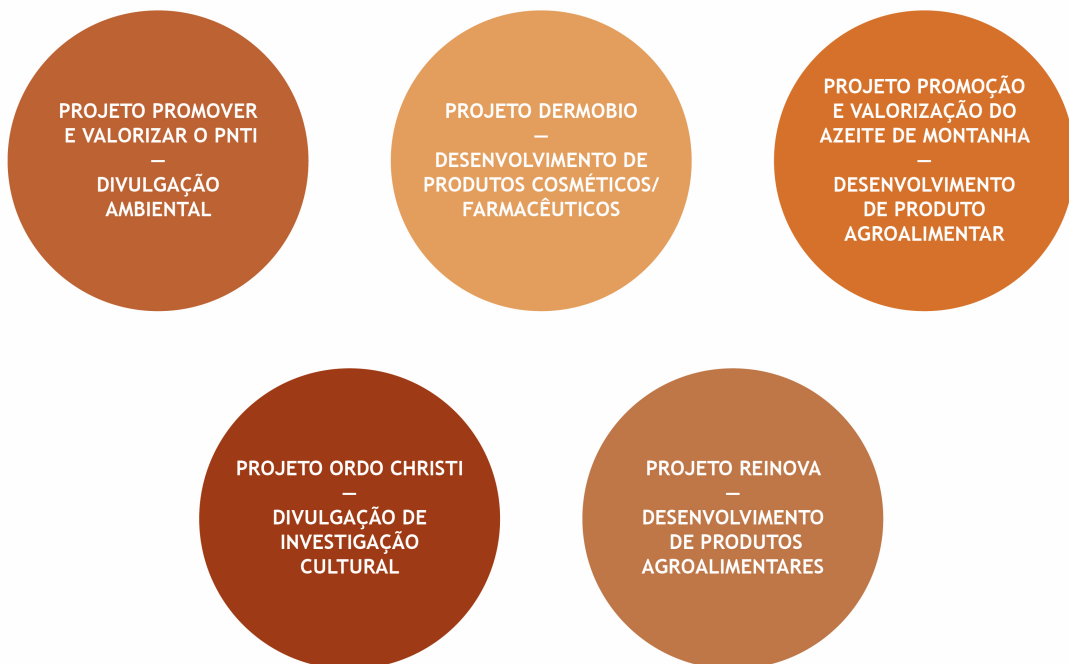 PROJETO PROMOVER
E VALORIZAR O PNTI
—
DIVULGAÇÃO
AMBIENTAL
PROJETO DERMOBIO
—
DESENVOLVIMENTO DE
PRODUTOS COSMÉTICOS/
FARMACÊUTICOS
PROJETO PROMOÇÃO
E VALORIZAÇÃO DO
AZEITE DE MONTANHA
—
DESENVOLVIMENTO
DE PRODUTO
AGROALIMENTAR
PROJETO ORDO CHRISTI
—
DIVULGAÇÃO DE
INVESTIGAÇÃO
CULTURAL
PROJETO REINOVA
—
DESENVOLVIMENTO
DE PRODUTOS
AGROALIMENTARES